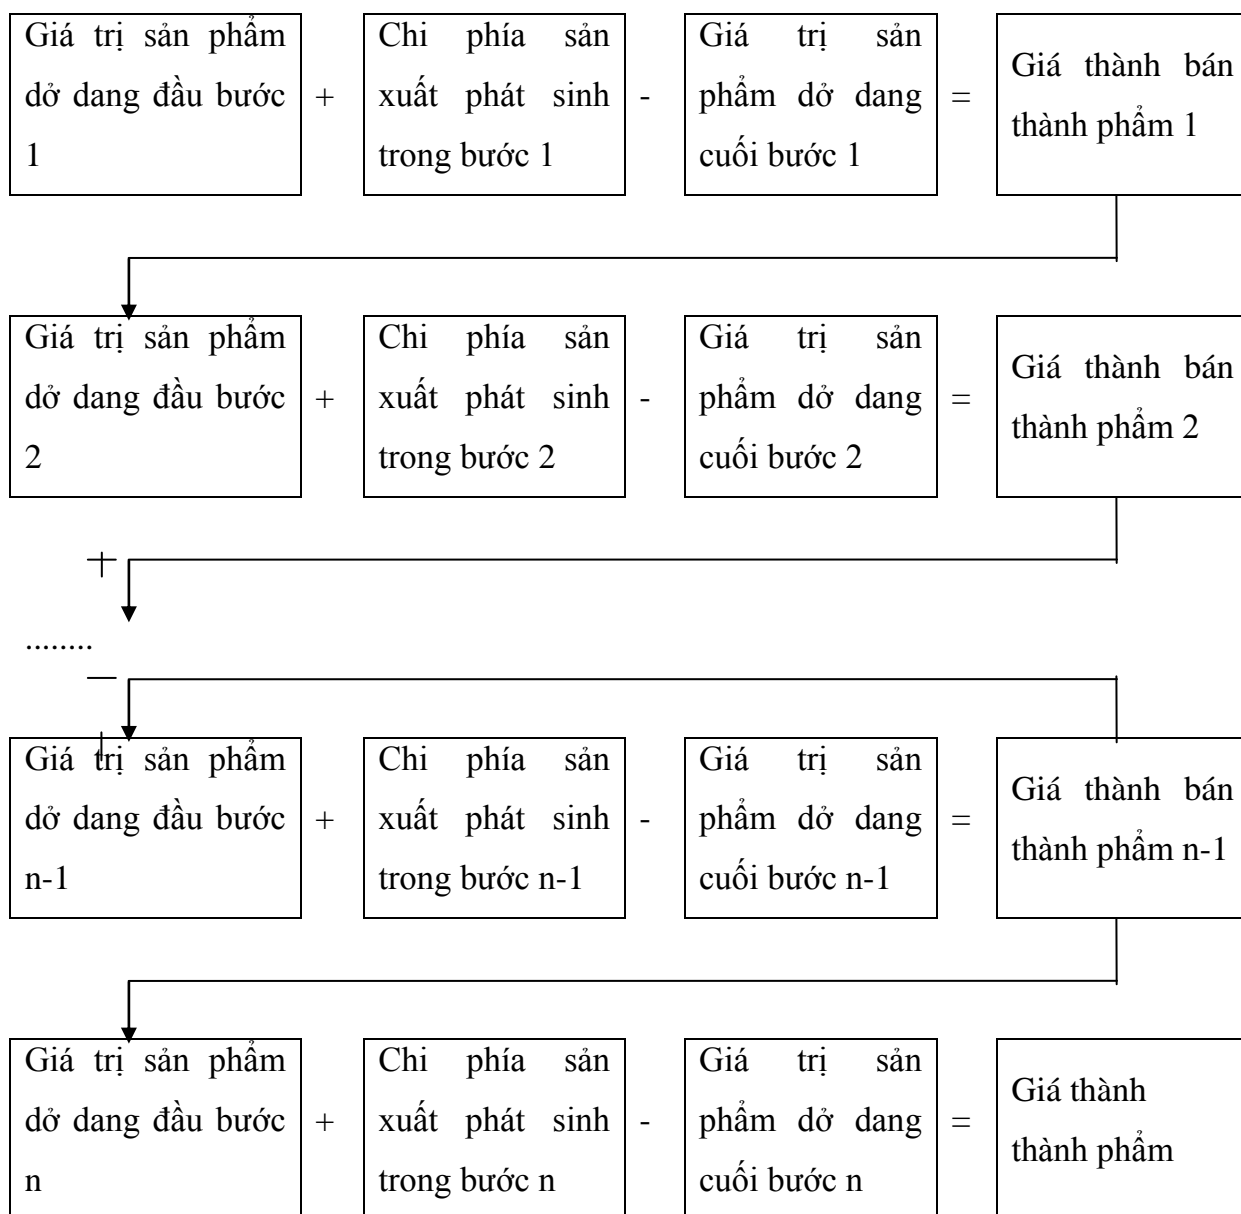 Giá trị sản phẩm
dở dang đầu bước
1
+
Chi phía sản
xuất phát sinh
trong bước 1
-
Giá trị sản
phẩm dở dang
cuối bước 1
=
Giá thành bán
thành phẩm 1
Giá trị sản phẩm
dở dang đầu bước
2
+
Chi phía sản
xuất phát sinh
trong bước 2
-
Giá trị sản
phẩm dở dang
cuối bước 2
=
Giá thành bán
thành phẩm 2
+
........
Giá trị sản phẩm
dở dang đầu bước
n-1
+
Chi phía sản
xuất phát sinh
trong bước n-1
-
Giá trị sản
phẩm dở dang
cuối bước n-1
=
Giá thành bán
thành phẩm n-1
Giá trị sản phẩm
dở dang đầu bước
n
+
Chi phía sản
xuất phát sinh
trong bước n
-
Giá trị sản
phẩm dở dang
cuối bước n
=
Giá thành
thành phẩm